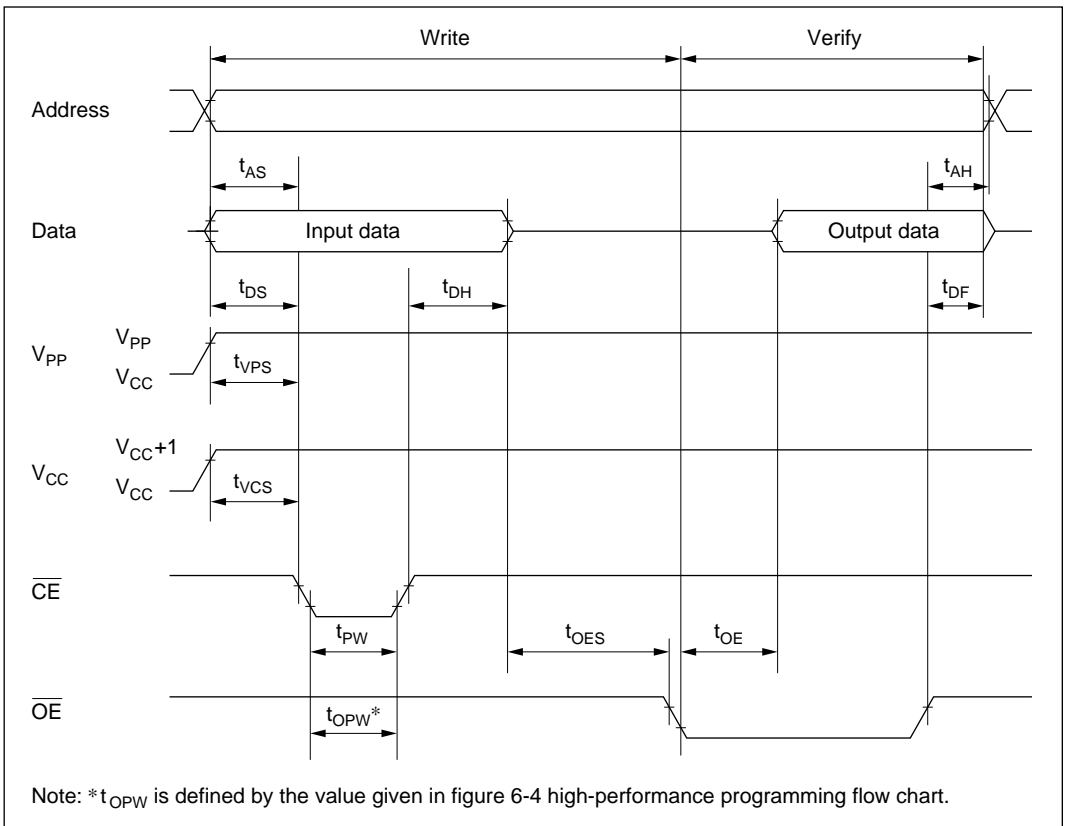 Write Verify
Address
tAS tAH
Data Input data Output data
tDS tDH tDF
VPP VPP
VCC
tVPS
VCC VCC+1
VCC
tVCS
CE
tPW tOES tOE
OE
tOPW*
Note: *tOPW is defined by the value given in figure 6-4 high-performance programming flow chart.